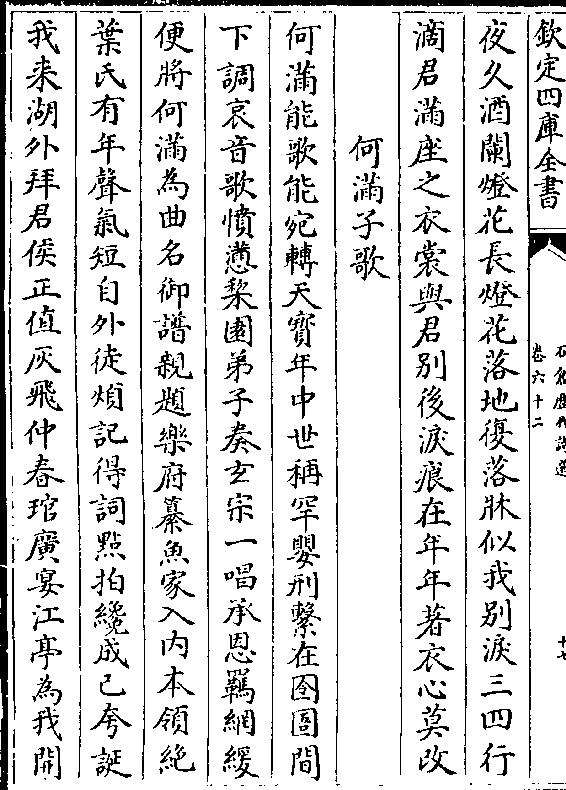 欽定四庫全書
卷六十二
石倉歷代詩選
十七
夜久酒闌燈花長燈花落地復落牀似我別淚三四行
滴君滿座之衣裳與君別後淚痕在年年著衣心莫改
何滿子歌
何滿能歌能宛轉天寳年中世稱罕嬰刑繫在囹圄間
下調哀音歌憤懣棃園弟子奏玄宗一唱承恩羈網緩
便將何滿為曲名御譜親題樂府纂魚家入內本領絶
葉氏有年聲氣短自外徒煩記得詞㸃拍纔成已夸誕
我来湖外拜君侯正值灰飛仲春琯廣宴江亭為我開